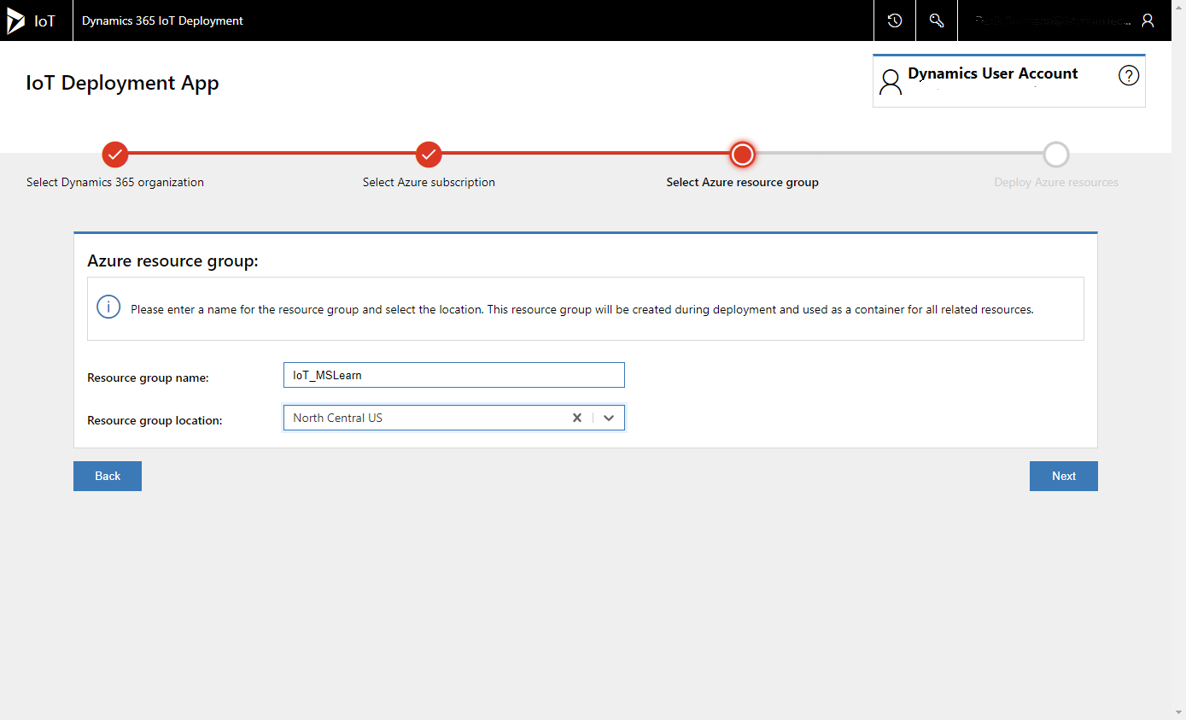 IoT Dynamics 365 IoT Deployment
IoT Deployment App
Dynamics User Account
Select Dynamics 365 organization Select Azure subscription Select Azure resource group Deploy Azure resources
Azure resource group:
Please enter a name for the resource group and select the location. This resource group will be created during deployment and used as a container for all related resources.
Resource group name: IoT_MSLearn
Resource group location: North Central US
Back Next